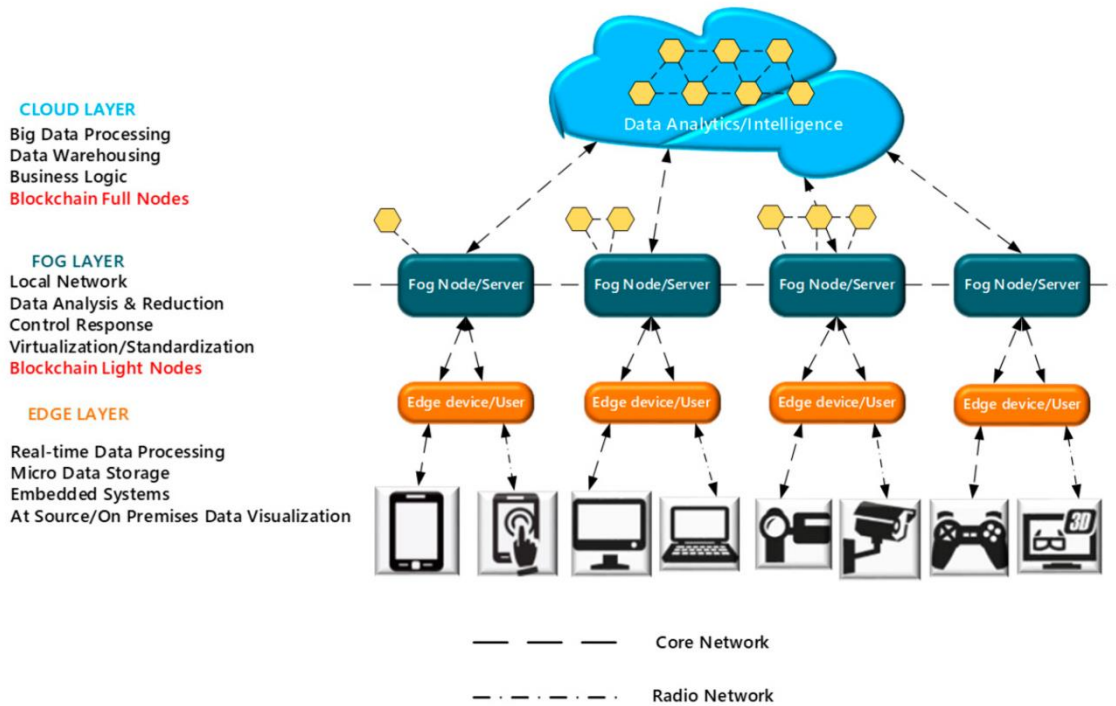 CLOUD LAYER
Big Data Processing
Data Warehousing
Business Logic
Blockchain Full Nodes
Data Analytics/Intelligence
FOG LAYER
Local Network
Data Analysis & Reduction
Control Response
Virtualization/Standardization
Blockchain Light Nodes
Fog Node/Server
Fog Node/Server
Fog Node/Server
Fog Node/Server
EDGE LAYER
Real-time Data Processing
Micro Data Storage
Embedded Systems
At Source/On Premises Data Visualization
Edge device/User
Edge device/User
Edge device/User
Edge device/User
3D
Core Network
Radio Network